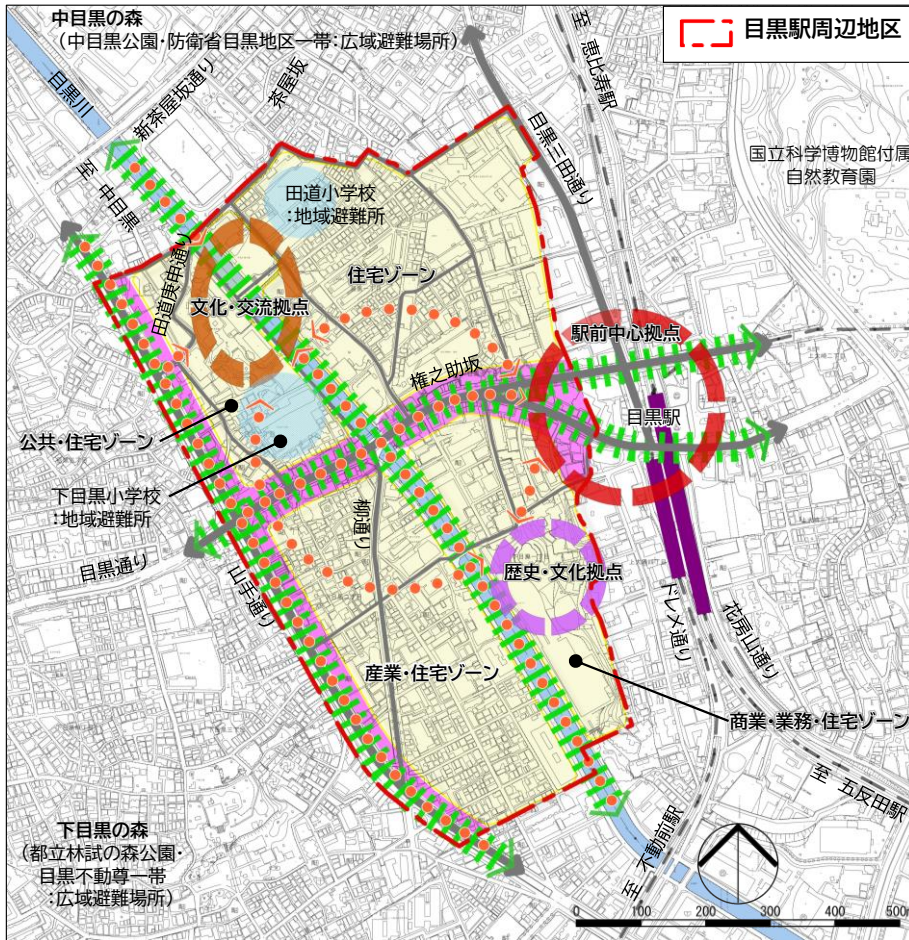 中目黒の森
（中目黒公園・防衛省目黒地区一帯：広域避難場所）
目黒駅周辺地区
至 恵比寿駅
目黒川
新茶屋坂通り
茶屋坂
目黒三田通り
国立科学博物館付属
自然教育園
至 中目黒
田道小学校
：地域避難所
田道庚申通り
住宅ゾーン
文化・交流拠点
駅前中心拠点
権之助坂
目黒駅
公共・住宅ゾーン
下目黒小学校
：地域避難所
柳通り
目黒通り
山手通り
歴史・文化拠点
ドレメ通り
花房山通り
産業・住宅ゾーン
商業・業務・住宅ゾーン
至 五反田駅
至 不動前駅
下目黒の森
（都立林試の森公園・
目黒不動尊一帯
：広域避難場所）
0 100 200 300 400 500m